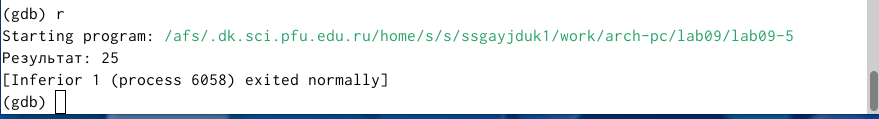 (gdb) r
Starting program: /afs/.dk.sci.pfu.edu.ru/home/s/s/ssgayjduk1/work/arch-pc/lab09/lab09-5
Результат: 25
[Inferior 1 (process 6058) exited normally]
(gdb)